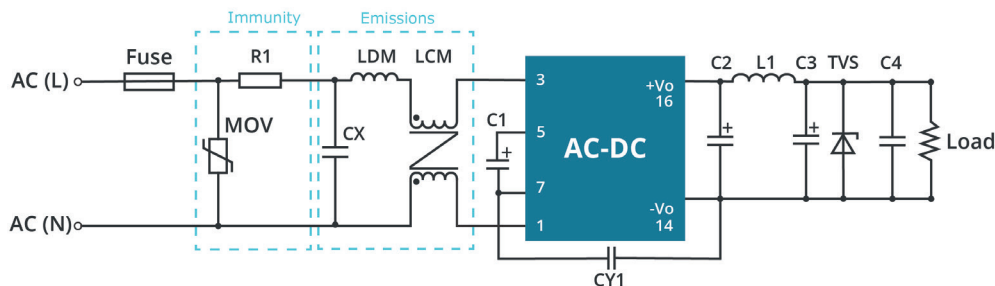 Immunity
Emissions
Fuse
R1
LDM
LCM
C2
L1
C3
TVS
C4
AC (L)
3
+Vo
16
MOV
CX
C1
5
AC-DC
Load
7
AC (N)
1
-Vo
14
CY1